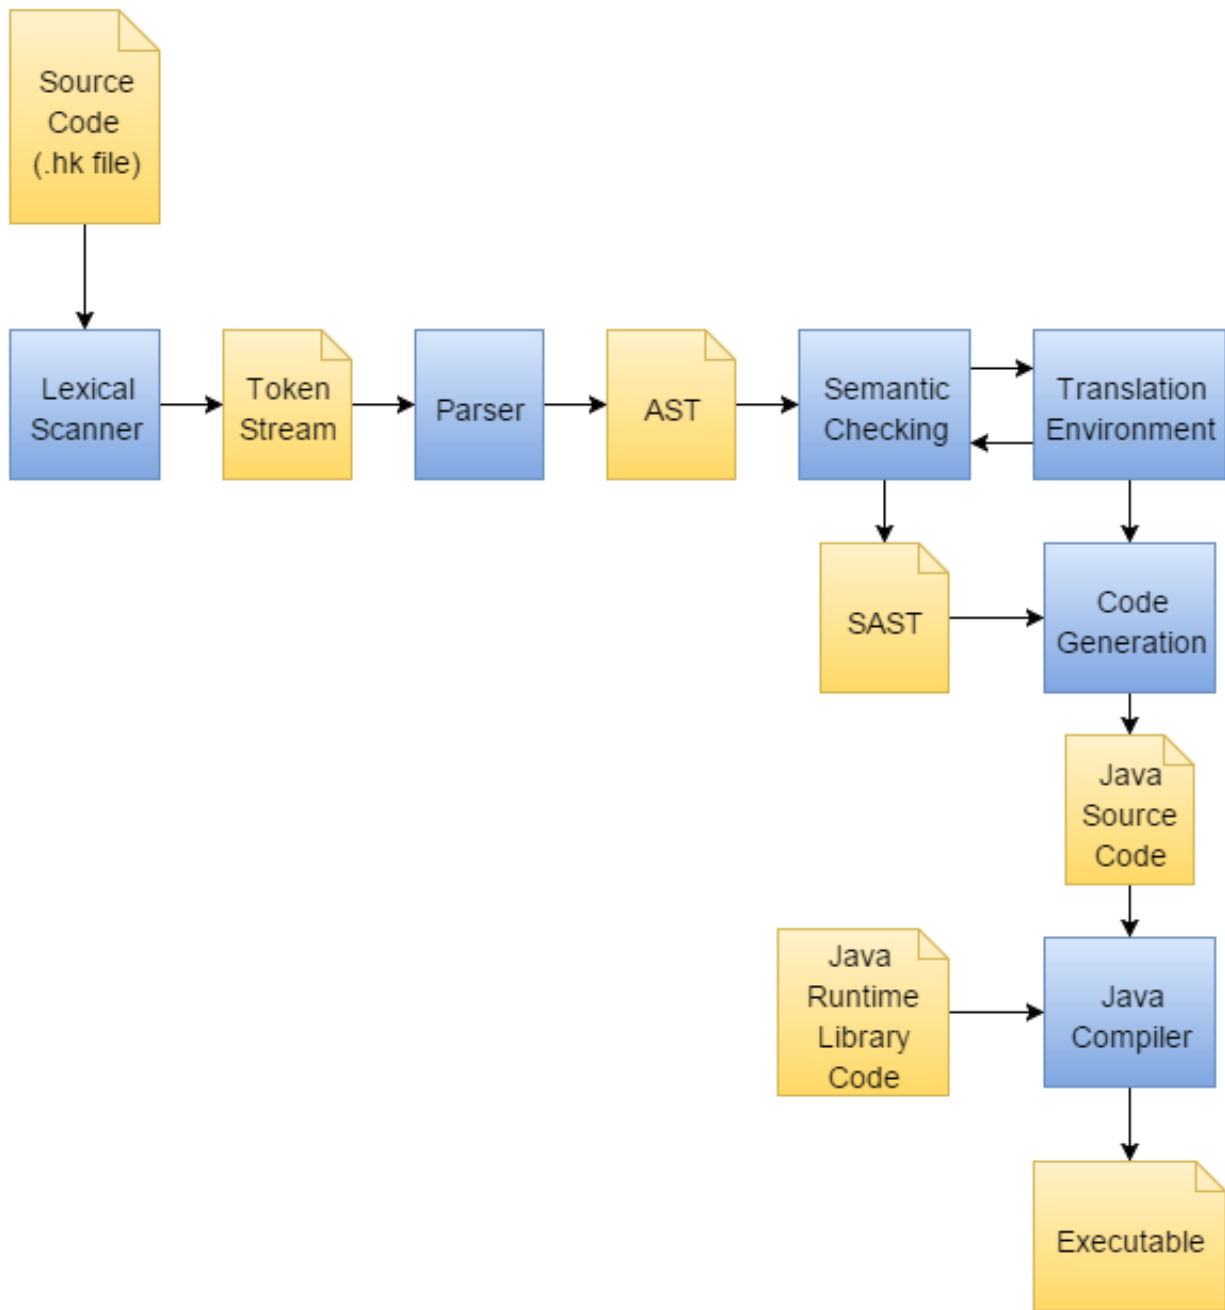 Source
Code
(.hk file)
Lexical
Scanner
Token
Stream
Parser
AST
Semantic
Checking
Translation
Environment
SAST
Code
Generation
Java
Source
Code
Java
Runtime
Library
Code
Java
Compiler
Executable